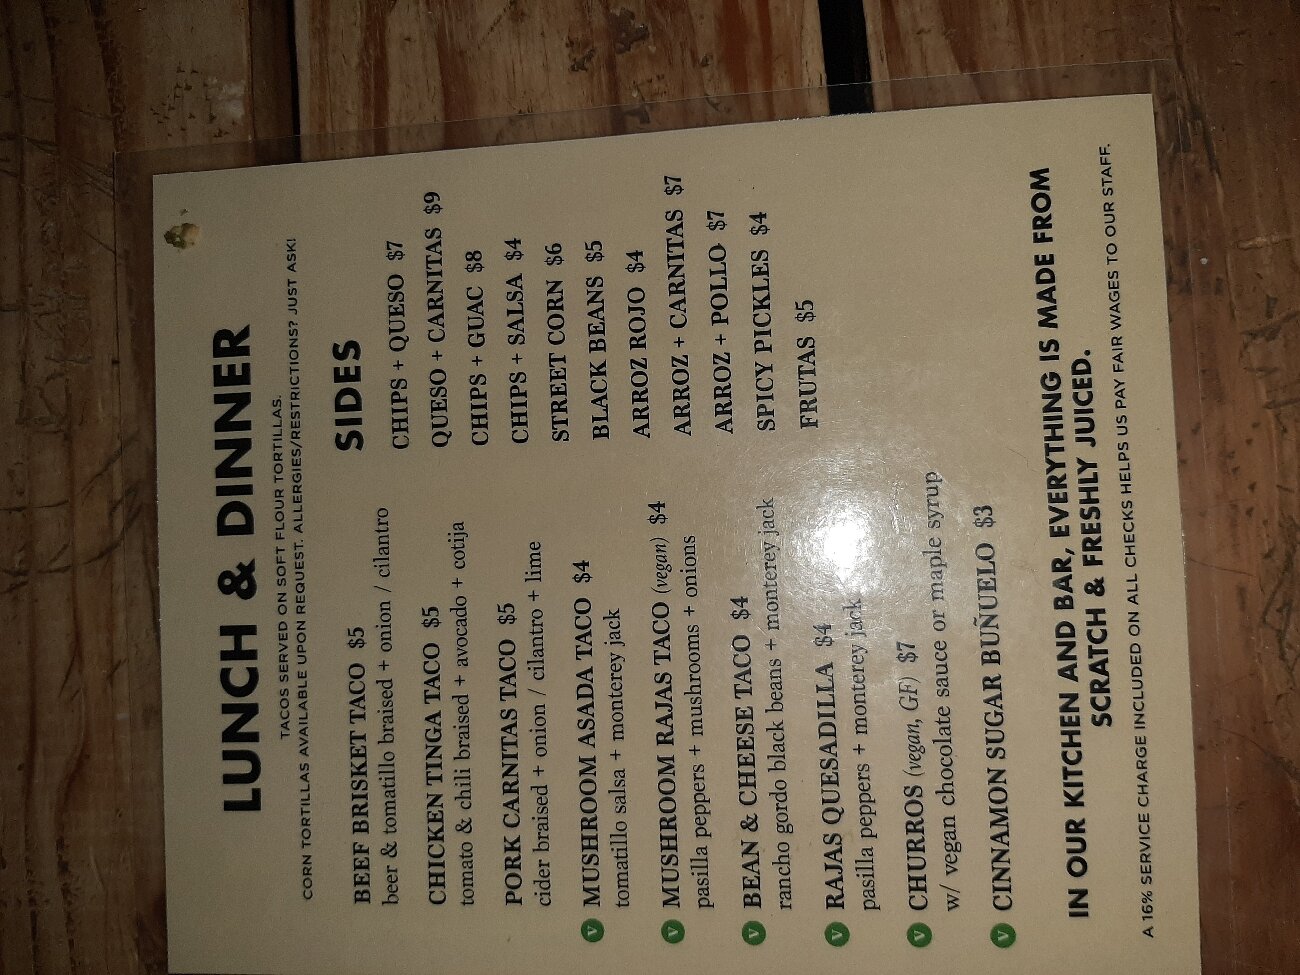 LUNCH & DINNER
TACOS SERVED ON SOFT FLOUR TORTILLAS.
CORN TORTILLAS AVAILABLE UPON REQUEST. ALLERGIES/RESTRICTIONS? JUST ASK!
BEEF BRISKET TACO $5
beer & tomatillo braised + onion / cilantro
CHICKEN TINGA TACO $5
tomato & chili braised + avocado + cotija
PORK CARNITAS TACO $5
cider braised + onion / cilantro + lime
V MUSHROOM ASADA TACO $4
tomatillo salsa + monterey jack
V MUSHROOM RAJAS TACO (vegan) $4
pasilla peppers + mushrooms + onions
V BEAN & CHEESE TACO $4
rancho gordo black beans + monterey jack
V RAJAS QUESADILLA $4
pasilla peppers + monterey jack
V CHURROS (vegan, GF) $7
w/ vegan chocolate sauce or maple syrup
V CINNAMON SUGAR BUÑUELO $3
SIDES
CHIPS + QUESO $7
QUESO + CARNITAS $9
CHIPS + GUAC $8
CHIPS + SALSA $4
STREET CORN $6
BLACK BEANS $5
ARROZ ROJO $4
ARROZ + CARNITAS $7
ARROZ + POLLO $7
SPICY PICKLES $4
FRUTAS $5
IN OUR KITCHEN AND BAR, EVERYTHING IS MADE FROM
SCRATCH & FRESHLY JUICED.
A 16% SERVICE CHARGE INCLUDED ON ALL CHECKS HELPS US PAY FAIR WAGES TO OUR STAFF.